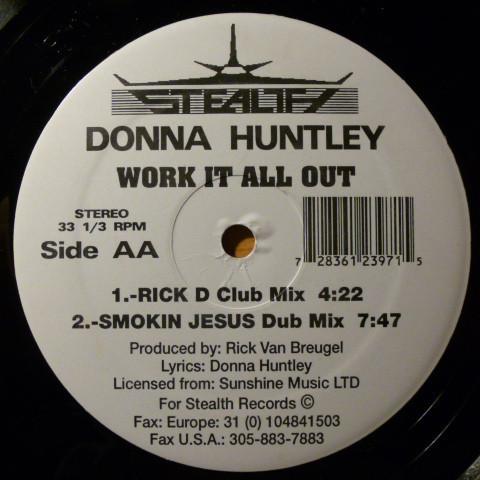 STEALTH
DONNA HUNTLEY
WORK IT ALL OUT
STEREO
33 1/3 RPM
Side AA
7 28361 23971 5
1.-RICK D Club Mix 4:22
2.-SMOKIN JESUS Dub Mix 7:47
Produced by: Rick Van Breugel
Lyrics: Donna Huntley
Licensed from: Sunshine Music LTD
For Stealth Records ©
Fax: Europe: 31 (0) 104841503
Fax U.S.A.: 305-883-7883